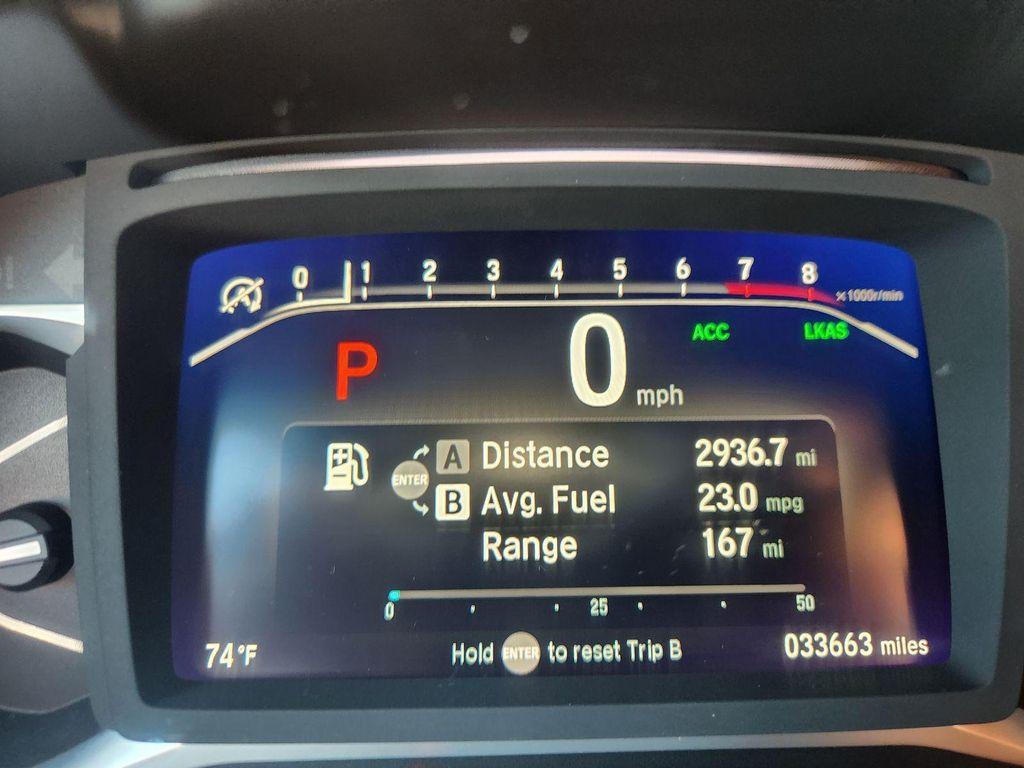 0 1 2 3 4 5 6 7 8
×1000r/min
P 0 mph ACC LKAS
A Distance 2936.7 mi
ENTER
B Avg. Fuel 23.0 mpg
Range 167 mi
0 25 50
74°F Hold ENTER to reset Trip B 033663 miles